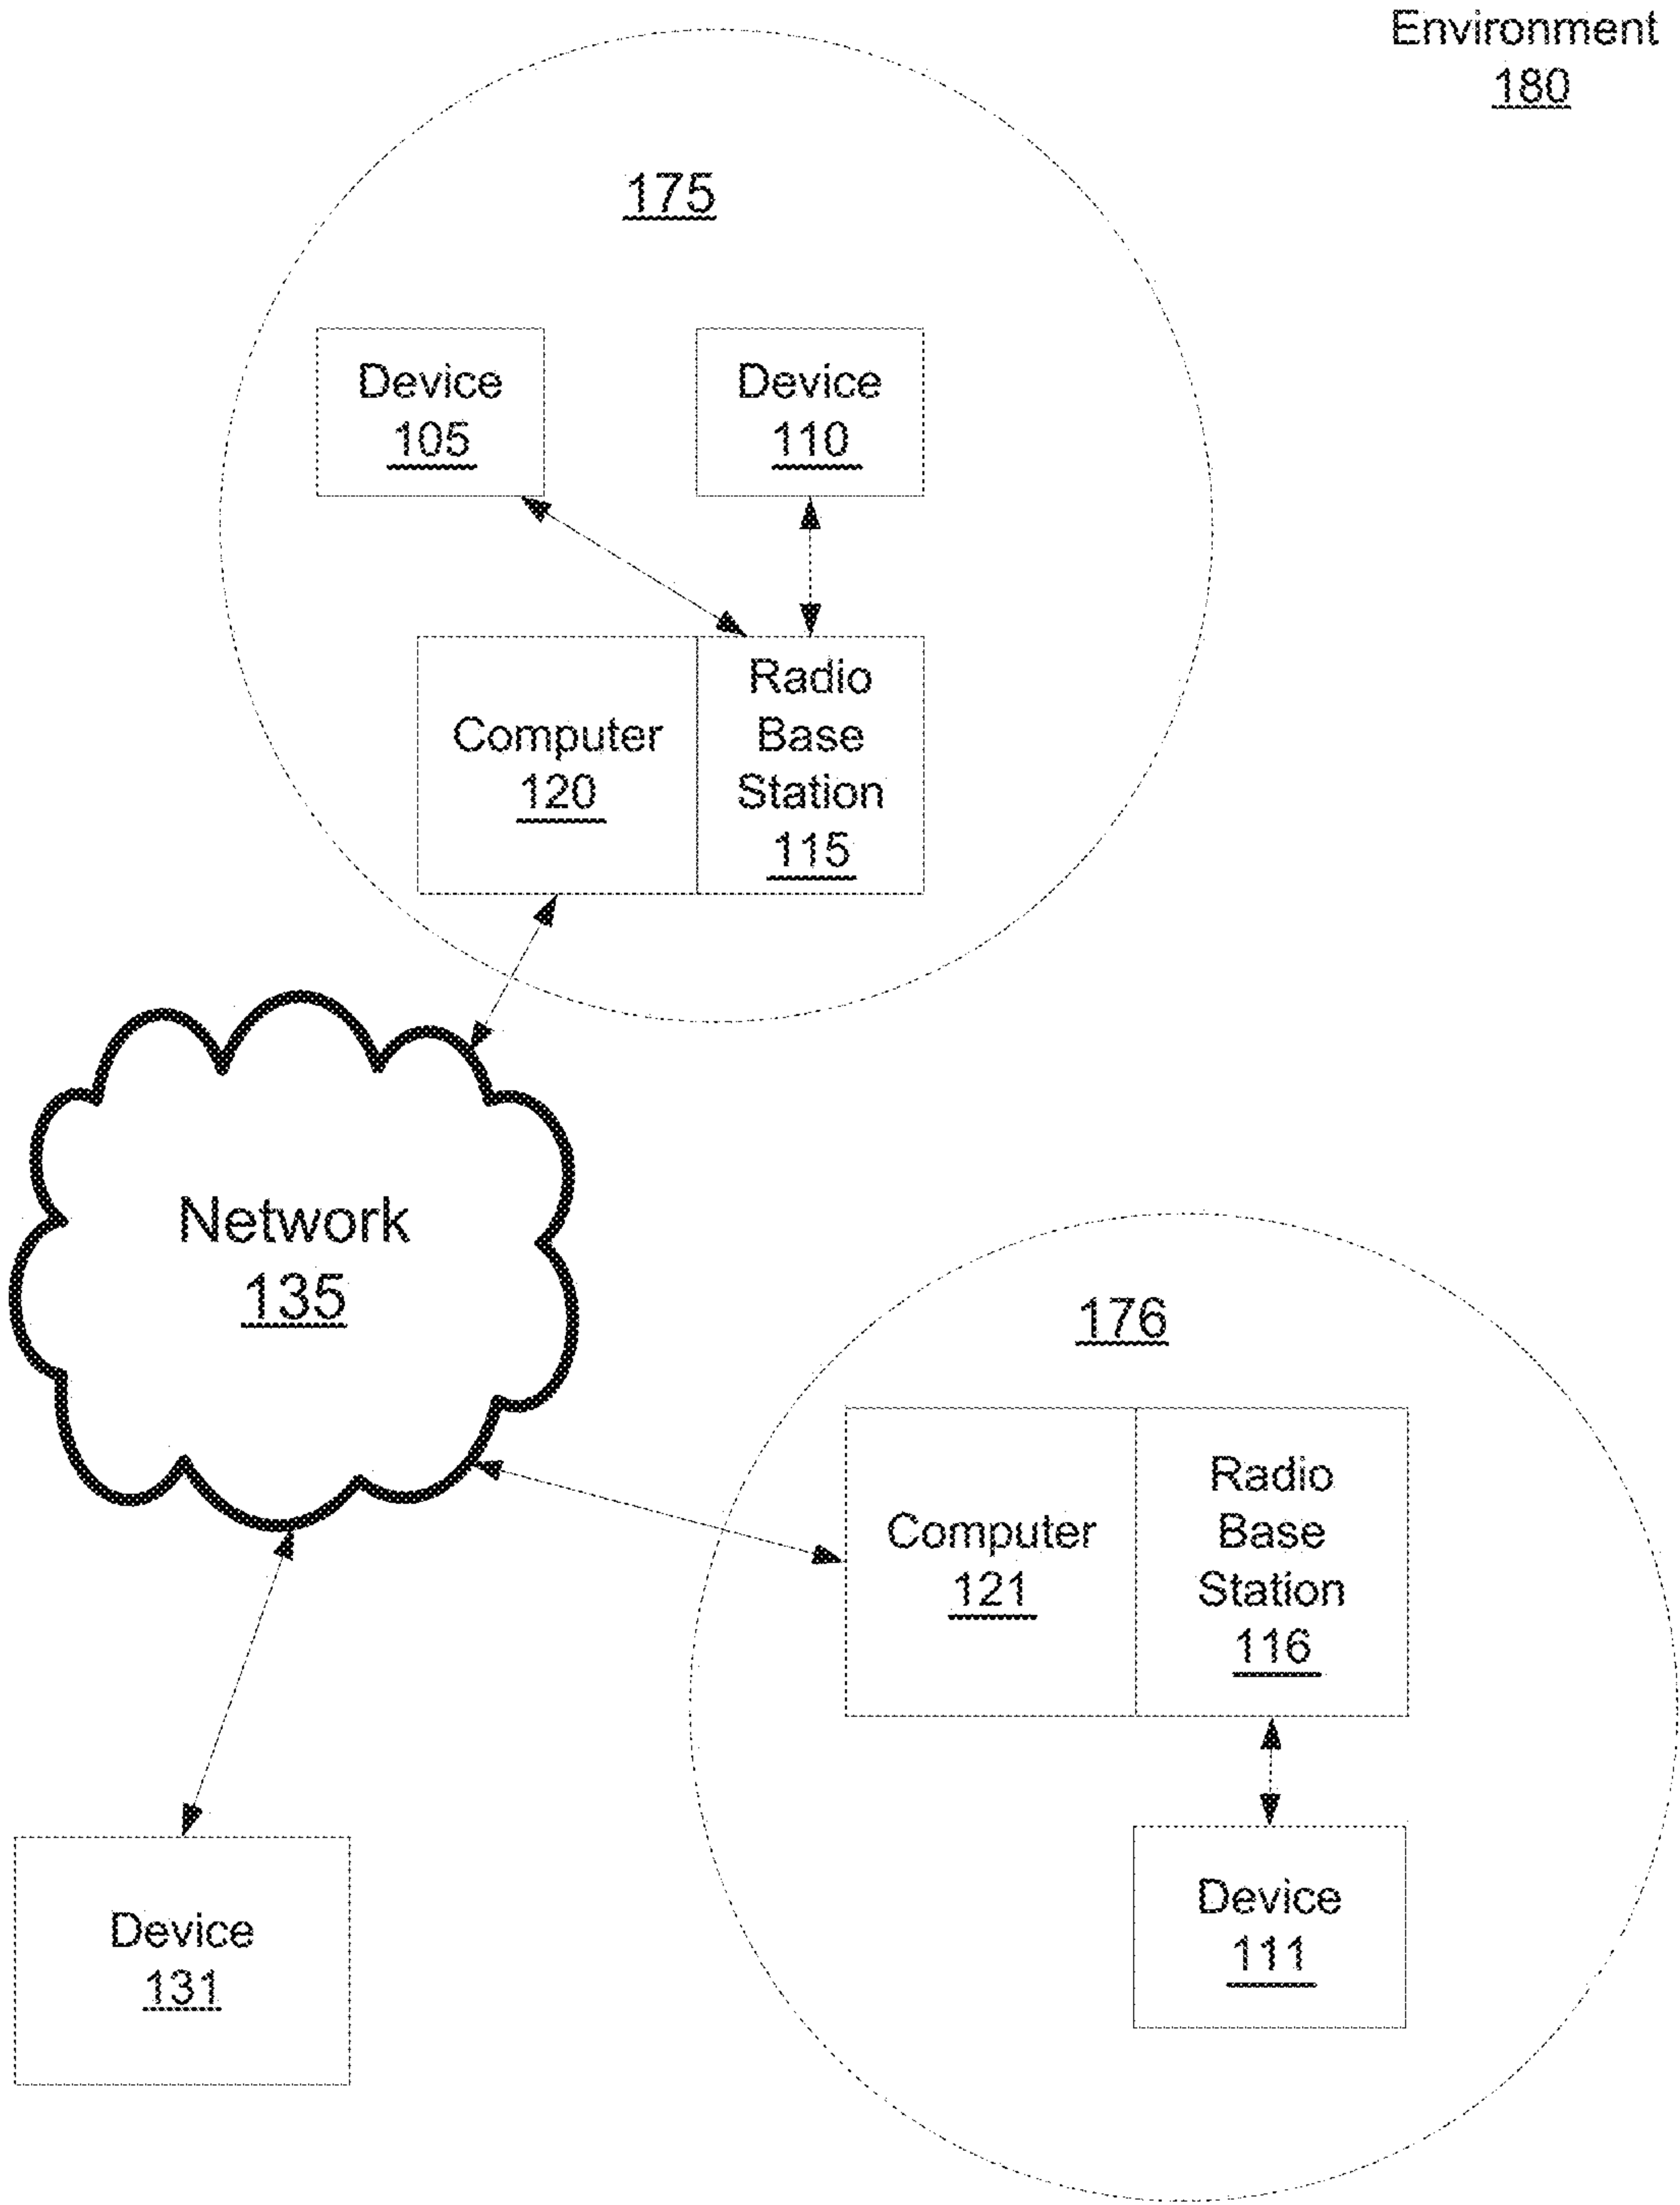 Environment
180
175
Device
105
Device
110
Computer
120
Radio
Base
Station
115
Network
135
176
Computer
121
Radio
Base
Station
116
Device
111
Device
131